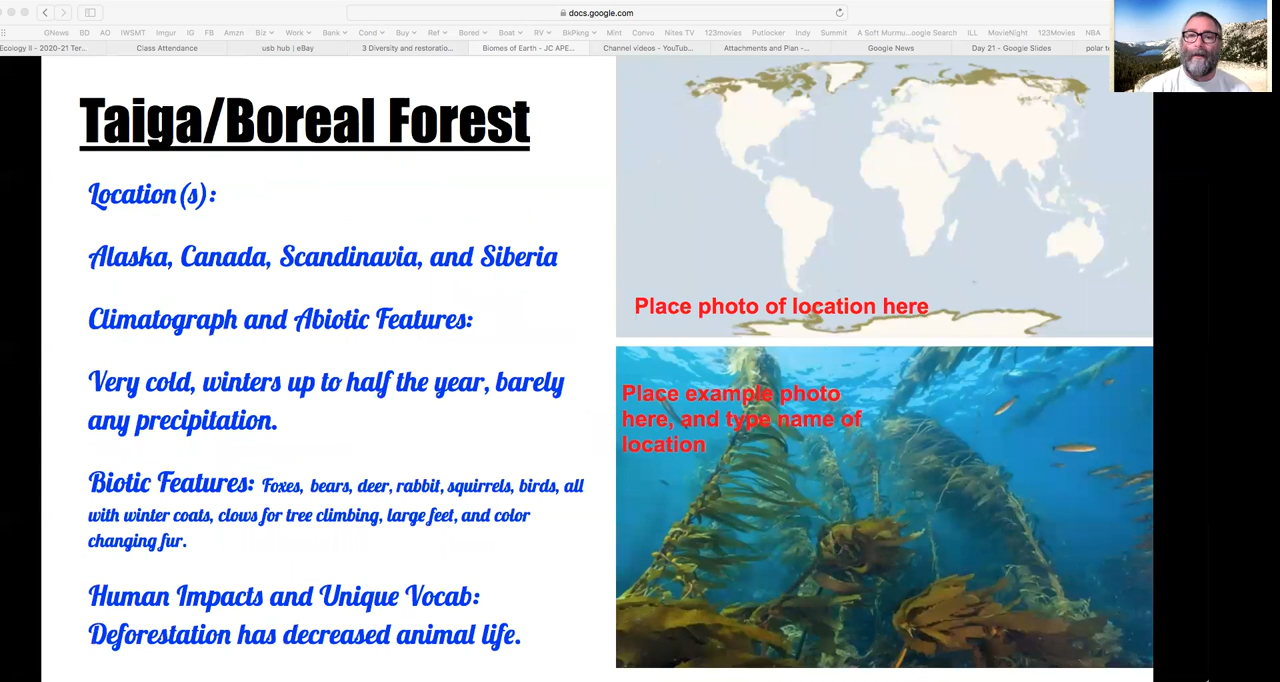 docs.google.com
GNews BD AO IWSMT Imgur IG FB Amzn Biz Work Bank Cond Buy Ref Bored Boat RV BkPkng Mint Convo Nites TV 123movies Putlocker Indy Summit A Soft Murmu...oogle Search ILL MovieNight 123MOVIES NBA
Ecology II - 2020-21 Ter... Class Attendance usb hub | eBay 3 Diversity and restoratio... Biomes of Earth - JC APE... Channel videos - YouTub... Attachments and Plan -... Google News Day 21 - Google Slides polar te
Taiga/Boreal Forest
Location(s):
Alaska, Canada, Scandinavia, and Siberia
Climatograph and Abiotic Features:
Very cold, winters up to half the year, barely
any precipitation.
Biotic Features: Foxes, bears, deer, rabbit, squirrels, birds, all
with winter coats, clows for tree climbing, large feet, and color
changing fur.
Human Impacts and Unique Vocab:
Deforestation has decreased animal life.
Place photo of location here
Place example photo
here, and type name of
location